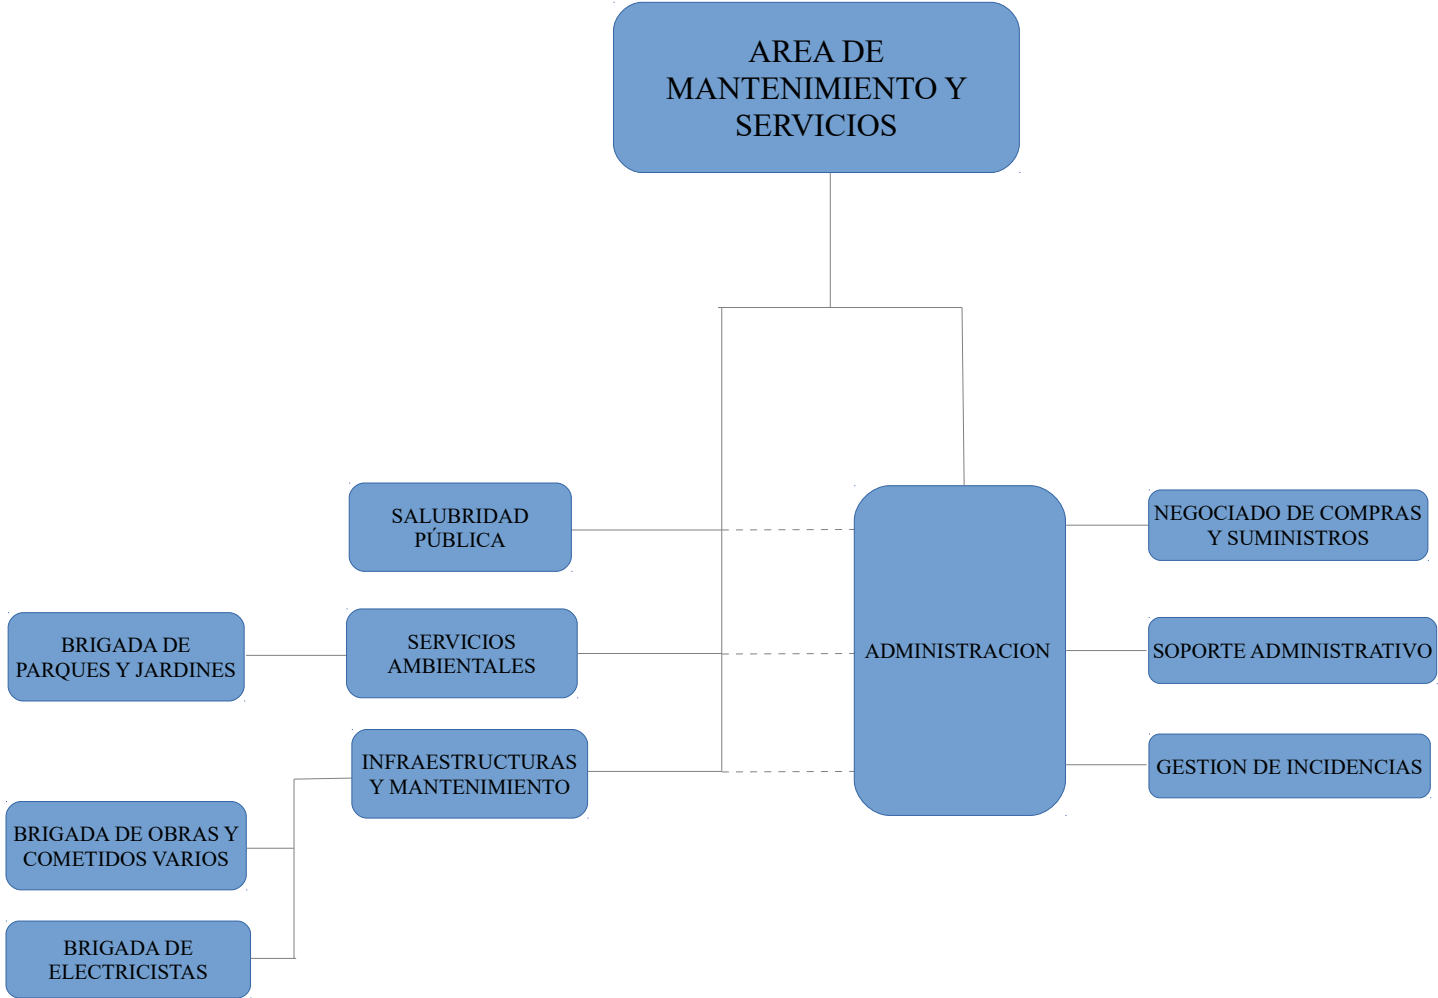 AREA DE
MANTENIMIENTO Y
SERVICIOS
SALUBRIDAD
PÚBLICA
NEGOCIADO DE COMPRAS
Y SUMINISTROS
BRIGADA DE
PARQUES Y JARDINES
SERVICIOS
AMBIENTALES
ADMINISTRACION
SOPORTE ADMINISTRATIVO
INFRAESTRUCTURAS
Y MANTENIMIENTO
GESTION DE INCIDENCIAS
BRIGADA DE OBRAS Y
COMETIDOS VARIOS
BRIGADA DE
ELECTRICISTAS